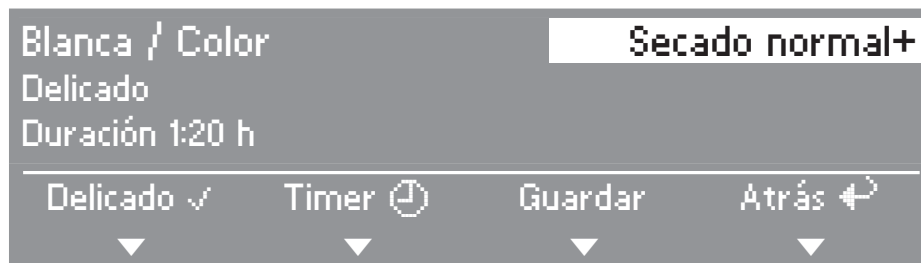 Blanca / Color Secado normal+
Delicado
Duración 1:20 h
Delicado ✓ Timer Guardar Atrás